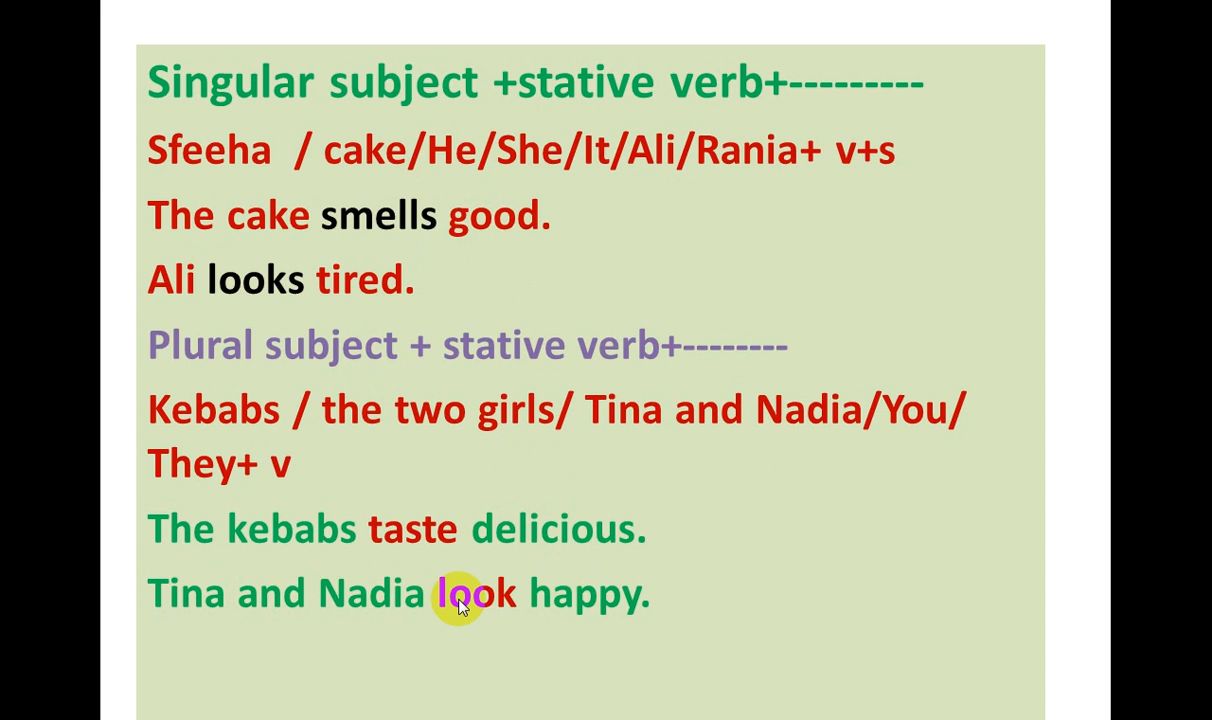 Singular subject +stative verb+---------
Sfeeha / cake/He/She/It/Ali/Rania+ v+s
The cake smells good.
Ali looks tired.
Plural subject + stative verb+--------
Kebabs / the two girls/ Tina and Nadia/You/
They+ v
The kebabs taste delicious.
Tina and Nadia look happy.